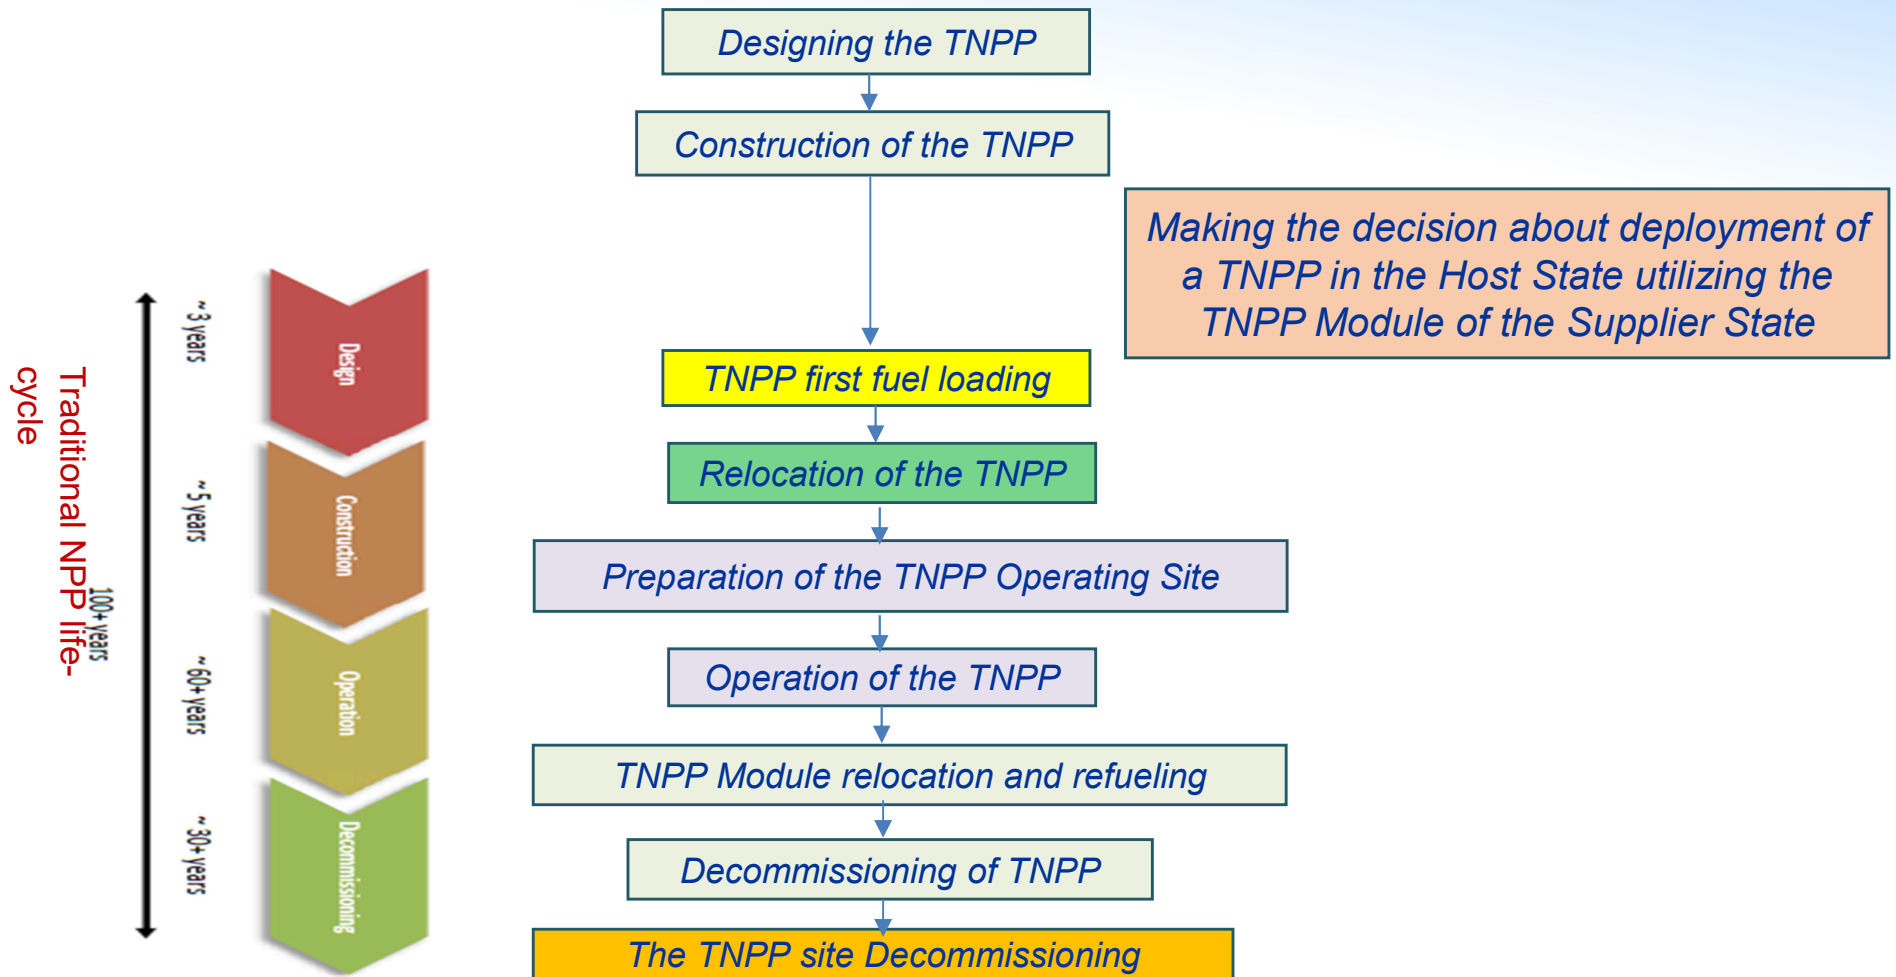 Designing the TNPP
Construction of the TNPP
Making the decision about deployment of
a TNPP in the Host State utilizing the
TNPP Module of the Supplier State
TNPP first fuel loading
Relocation of the TNPP
Preparation of the TNPP Operating Site
Operation of the TNPP
TNPP Module relocation and refueling
Decommissioning of TNPP
The TNPP site Decommissioning
Traditional NPP life-
cycle
100+ years
~3 years
~5 years
~60+ years
~30+ years
Design
Construction
Operation
Decommissioning